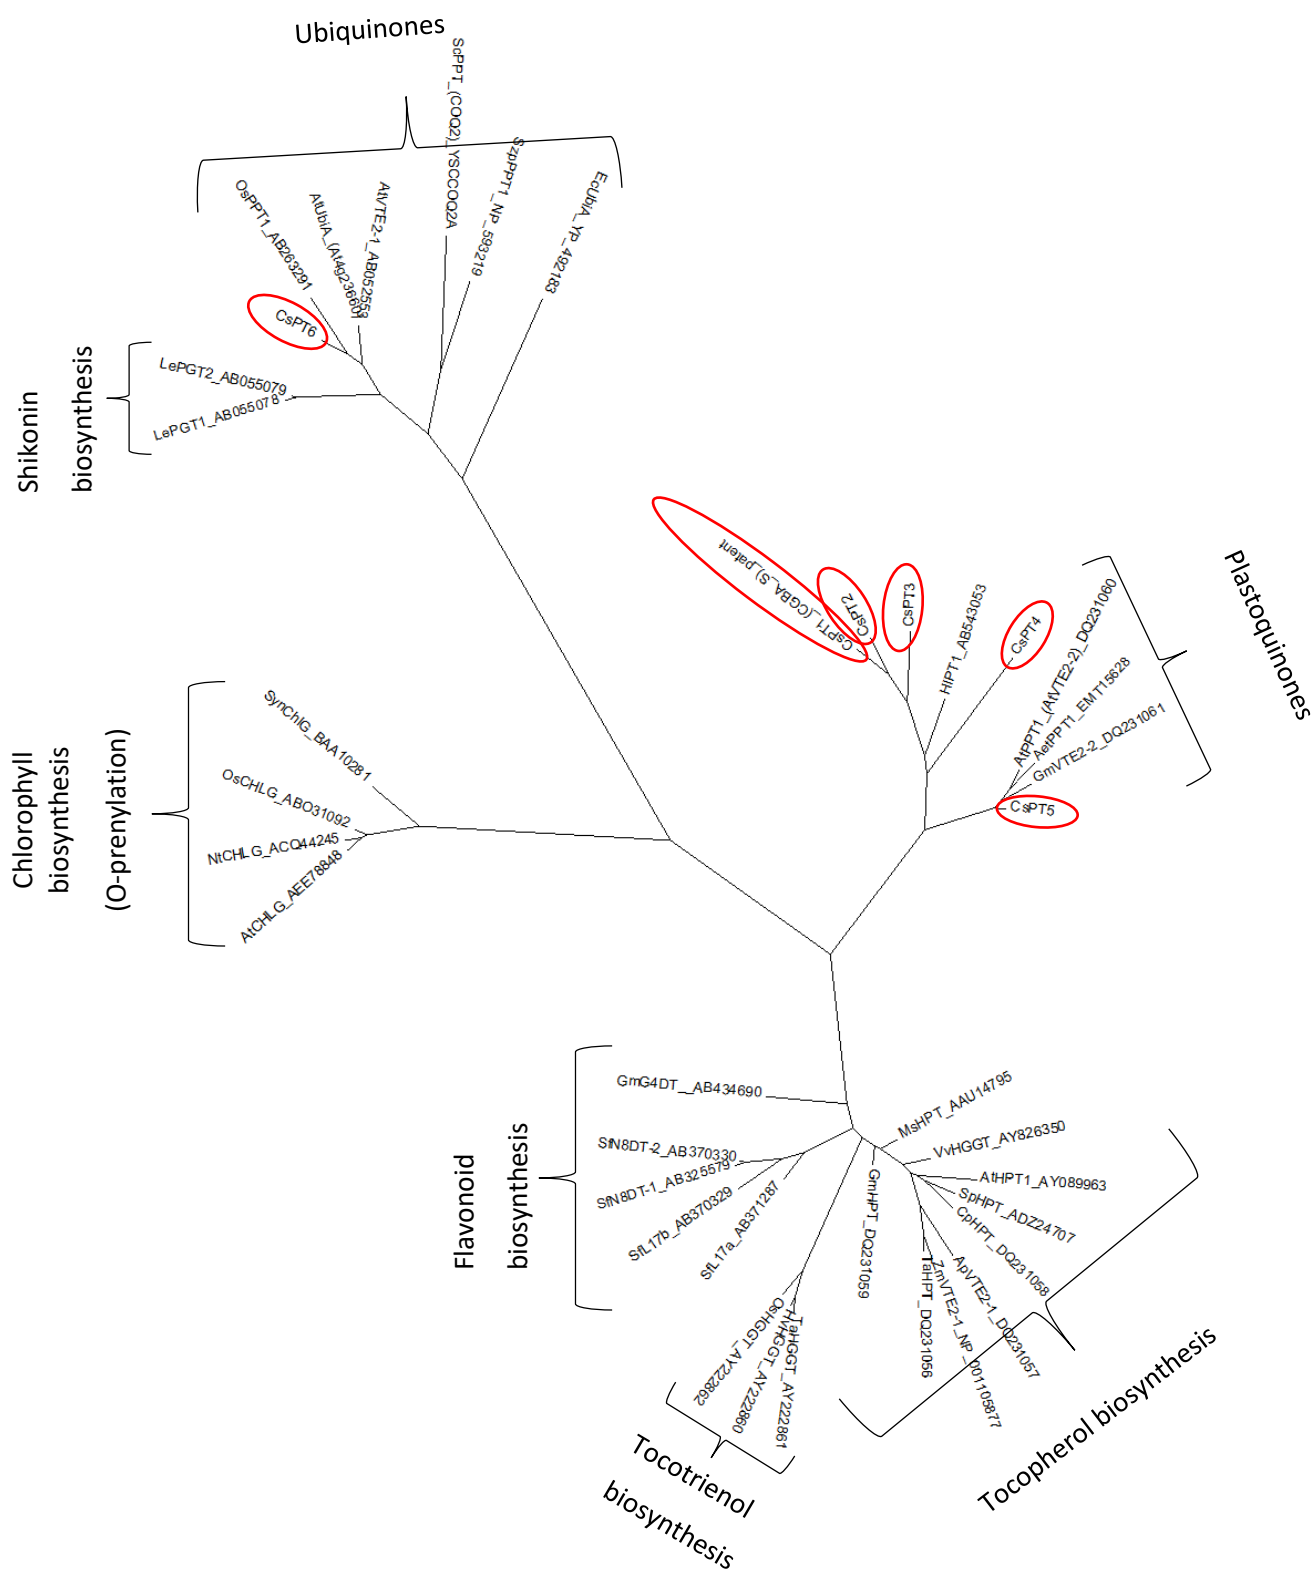 Ubiquinones
ScPPT_(COQ2)_YSCCOQ2A
SzpPPT1_NP_593219
EcUbiA_YP_492183
OsPPT1_AB263291
AtUbiA_(At4g23660)
AtVTE2-1_AB052553
CsPT6
LePGT2_AB055079
LePGT1_AB055078
Shikonin
biosynthesis
CsPT1_(CGBA_S)_patent
CsPT2
CsPT3
HlPT1_AB543053
CsPT4
AtPPT1_(AtVTE2-2)_DQ231060
AetPPT1_EMT15628
GmVTE2-2_DQ231061
CsPT5
Plastoquinones
SynChlG_BAA10281
OsCHLG_ABO31092
NtCHLG_ACQ44245
AtCHLG_AEE78848
Chlorophyll
biosynthesis
(O-prenylation)
GmG4DT__AB434690
SfN8DT-2_AB370330
SfN8DT-1_AB325579
SfL17b_AB370329
SfL17a_AB371287
Flavonoid
biosynthesis
MsHPT_AAU14795
VvHGGT_AY826350
AtHPT1_AY089963
SpHPT_ADZ24707
CpHPT_DQ231058
ApVTE2-1_DQ231057
ZmVTE2-1_NP_001105877
TaHPT_DQ231056
GmHPT_DQ231059
OsHGGT_AY222862
HvHGGT_AY222860
TaHGGT_AY222861
Tocotrienol
biosynthesis
Tocopherol biosynthesis